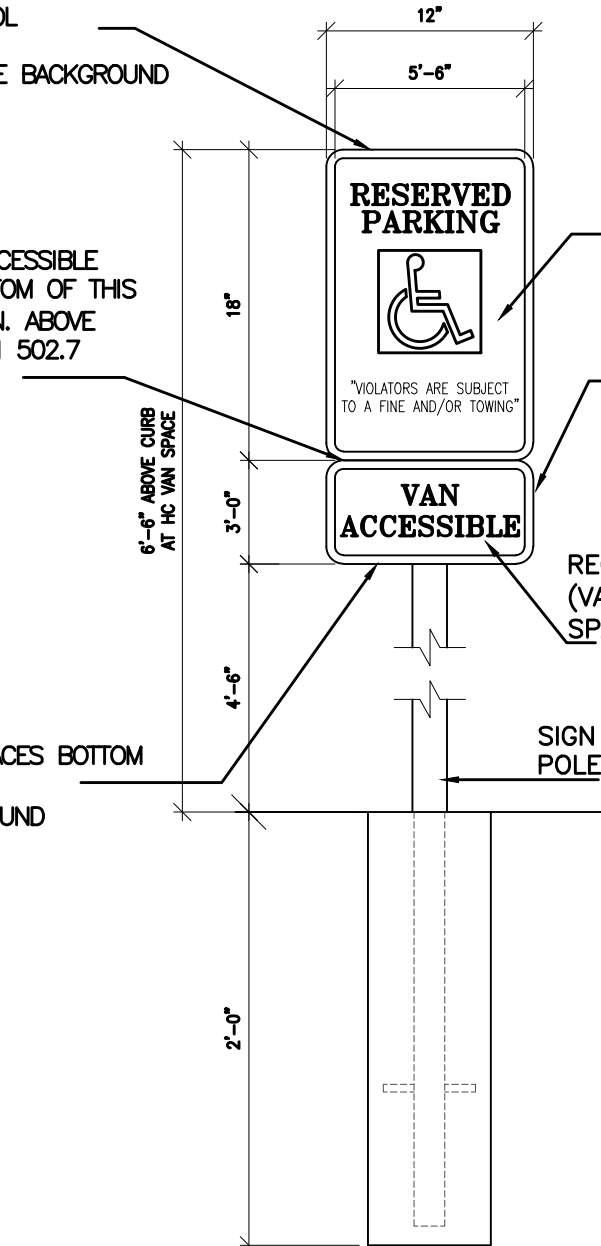 OL
12"
E BACKGROUND
5'-6"
RESERVED
PARKING
CESSIBLE
TOM OF THIS
N. ABOVE
502.7
18"
"VIOLATORS ARE SUBJECT
TO A FINE AND/OR TOWING"
6'-6" ABOVE CURB
AT HC VAN SPACE
3'-0"
VAN
ACCESSIBLE
(VA
SP
4'-6"
ACES BOTTOM
SIGN
POLE
UND
2'-0"